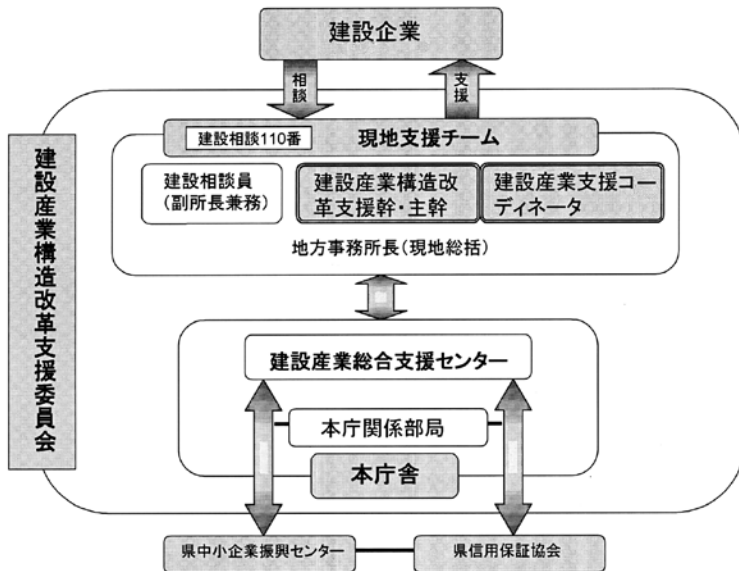 建設企業
相談
支援
建設相談110番
現地支援チーム
建設産業構造改革支援委員会
建設相談員
(副所長兼務)
建設産業構造改
革支援幹・主幹
建設産業支援コー
ディネータ
地方事務所長(現地総括)
建設産業総合支援センター
本庁関係部局
本庁舎
県中小企業振興センター
県信用保証協会